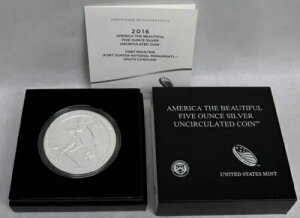 CERTIFICATE OF AUTHENTICITY
2016
AMERICA THE BEAUTIFUL
FIVE OUNCE SILVER
UNCIRCULATED COIN™
FORT MOULTRIE
(FORT SUMTER NATIONAL MONUMENT) –
SOUTH CAROLINA
AMERICA THE BEAUTIFUL
FIVE OUNCE SILVER
UNCIRCULATED COIN™
UNITED STATES MINT